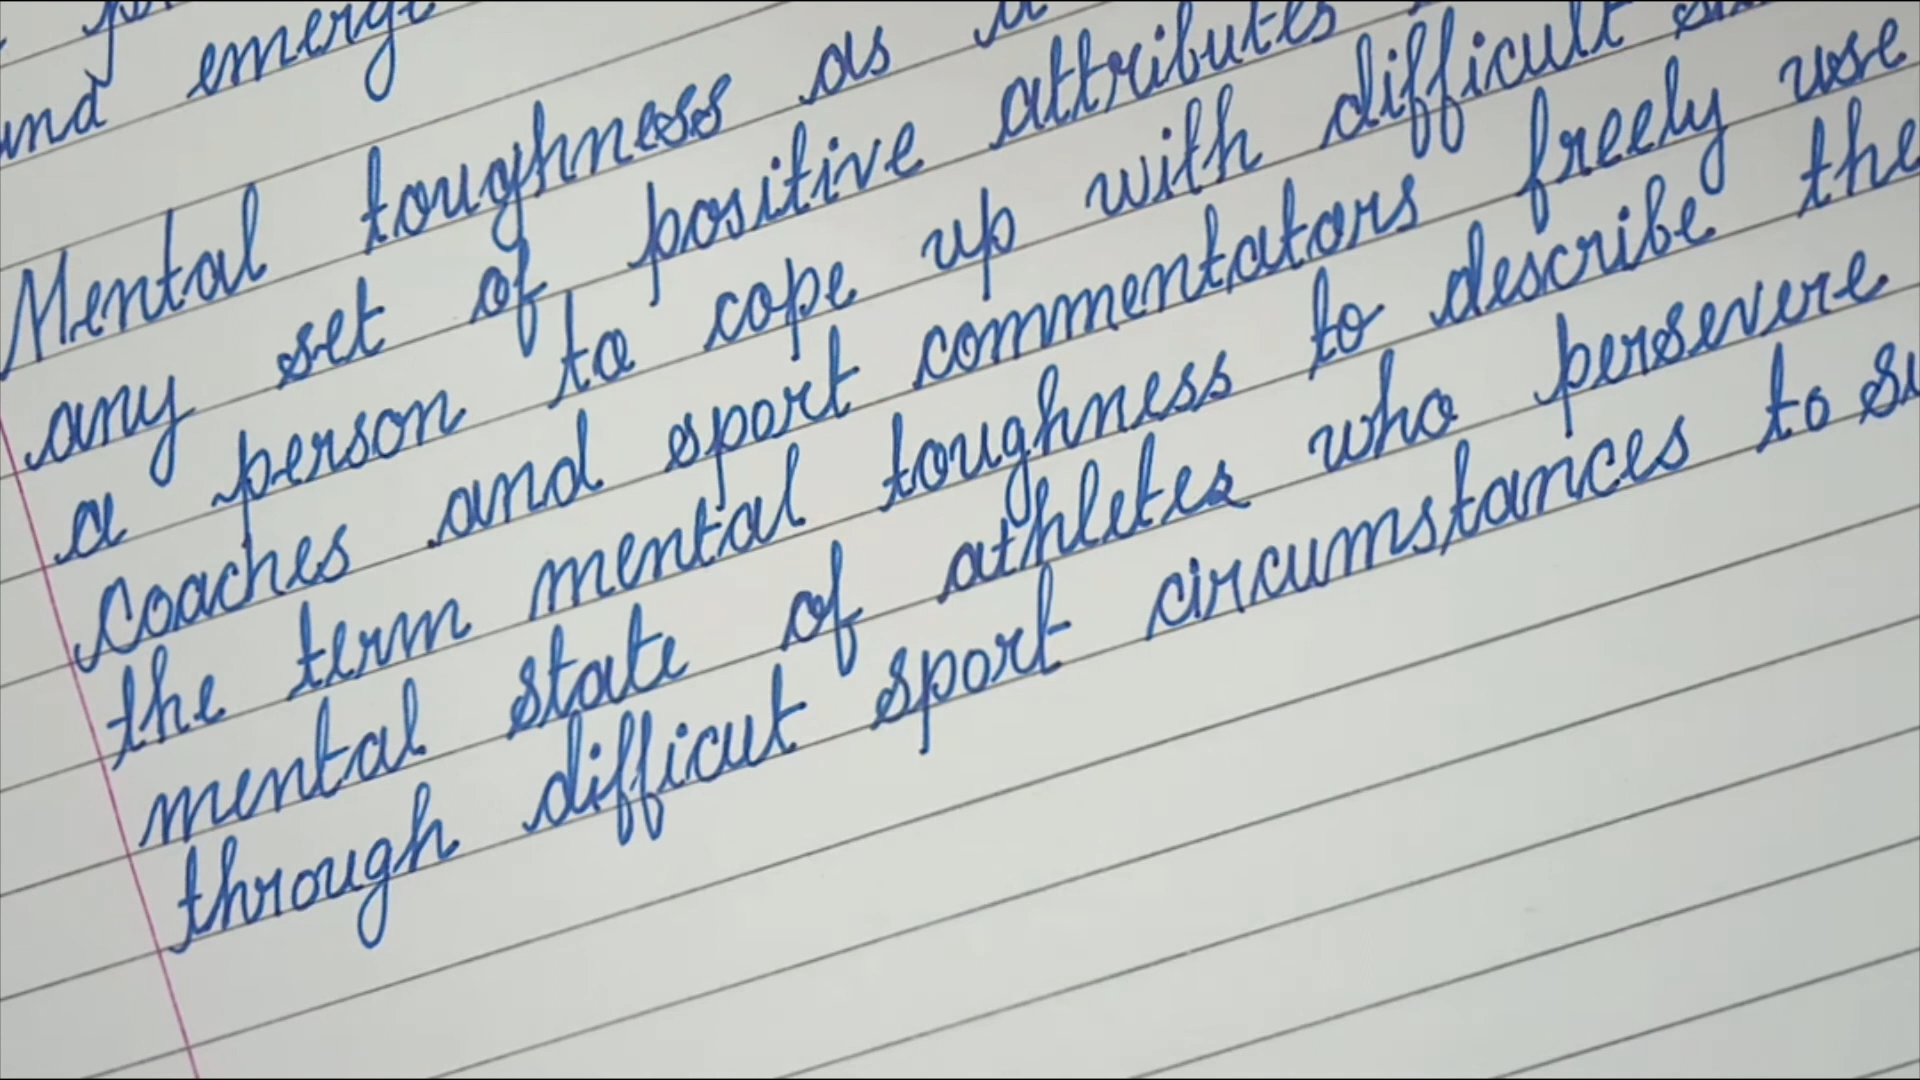 and emerge
Mental toughness as a
any set of positive attributes
a person to cope up with difficult
Coaches and sport commentators freely use
the term mental toughness to describe the
mental state of athletes who persevere
through difficut sport circumstances to su